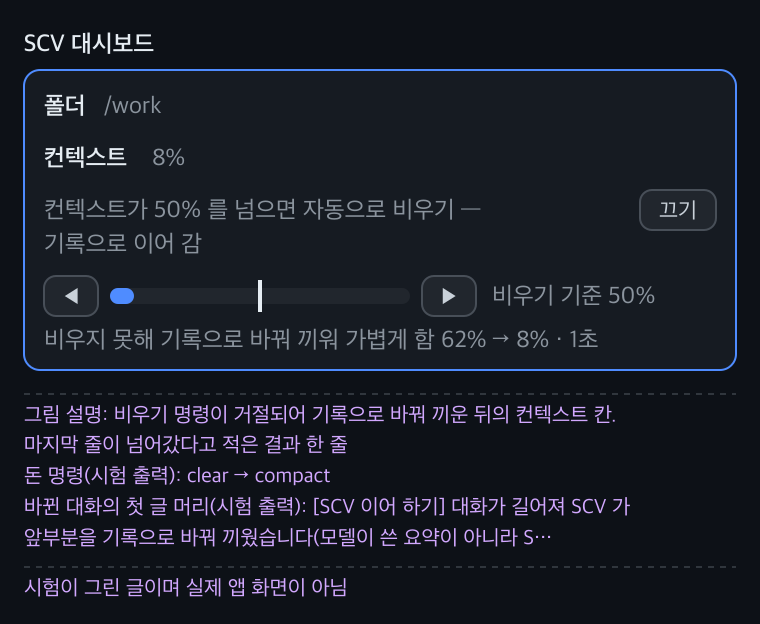 SCV 대시보드
폴더 /work
컨텍스트 8%
컨텍스트가 50% 를 넘으면 자동으로 비우기 —
기록으로 이어 감
끄기
◀ ▶ 비우기 기준 50%
비우지 못해 기록으로 바꿔 끼워 가볍게 함 62% → 8% · 1초
그림 설명: 비우기 명령이 거절되어 기록으로 바꿔 끼운 뒤의 컨텍스트 칸.
마지막 줄이 넘어갔다고 적은 결과 한 줄
돈 명령(시험 출력): clear → compact
바뀐 대화의 첫 글 머리(시험 출력): [SCV 이어 하기] 대화가 길어져 SCV 가
앞부분을 기록으로 바꿔 끼웠습니다(모델이 쓴 요약이 아니라 S…
시험이 그린 글이며 실제 앱 화면이 아님